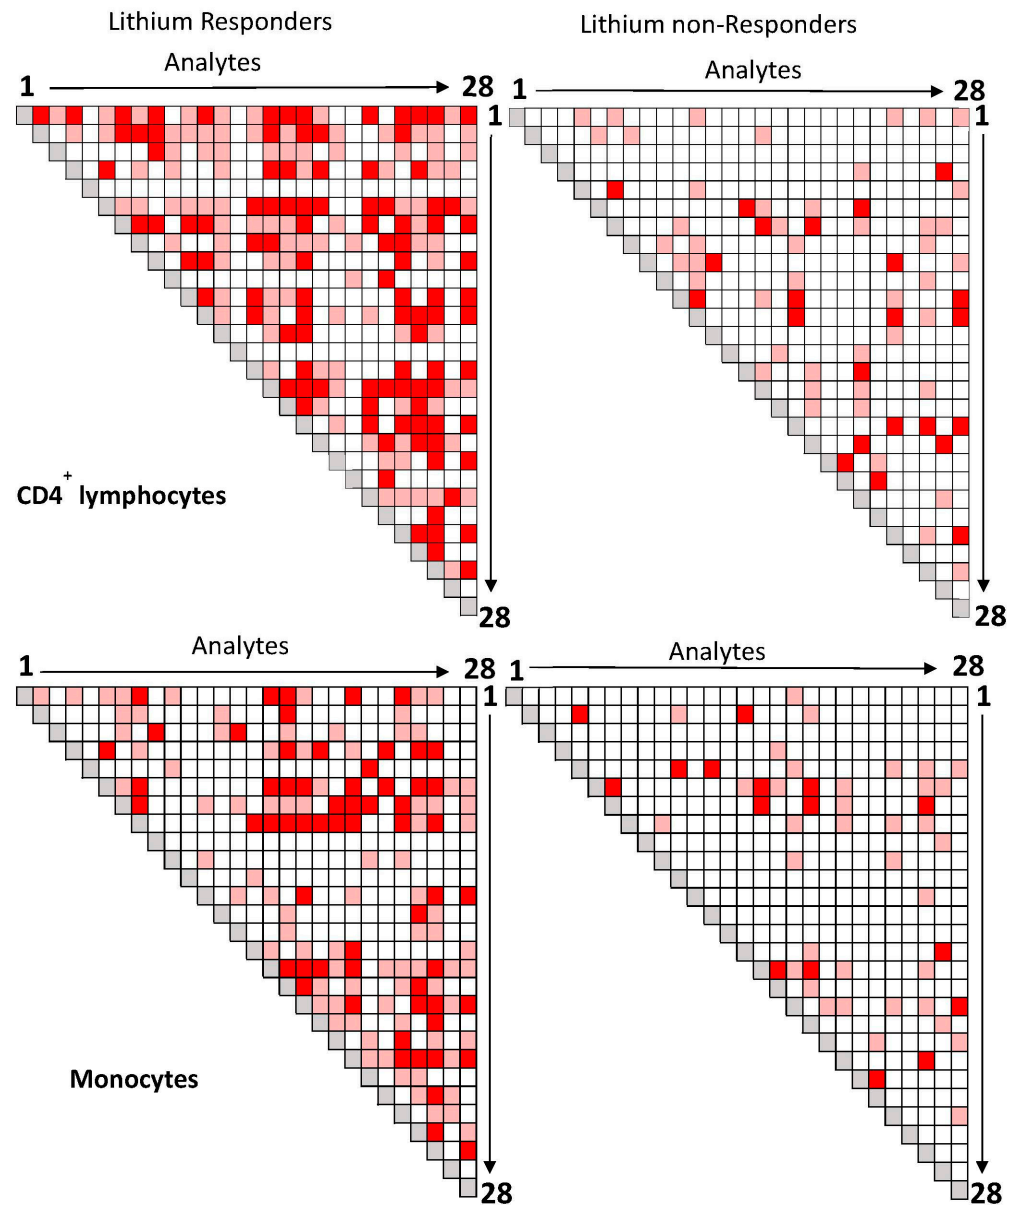 Lithium Responders
Lithium non-Responders
Analytes
Analytes
1
28
1
28
1
1
CD4+ lymphocytes
28
28
Analytes
Analytes
1
28
1
28
1
1
Monocytes
28
28